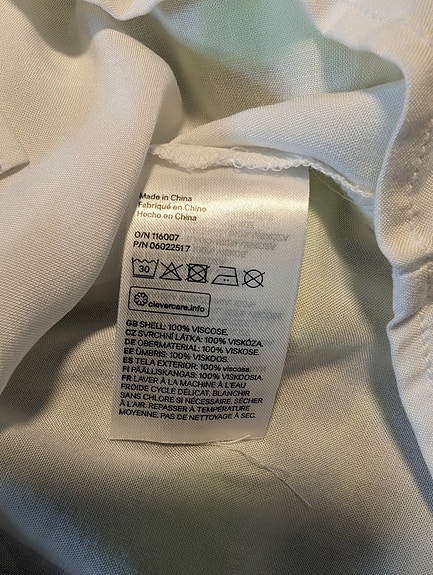 Made in China
Fabriqué en Chine
Hecho en China
O/N 116007
P/N 06022517
30
clevercare.info
GB SHELL: 100% VISCOSE.
CZ SVRCHNÍ LÁTKA: 100% VISKÓZA.
DE OBERMATERIAL: 100% VISKOSE.
EE ÜMBRIS: 100% VISKOOS.
ES TELA EXTERIOR: 100% viscosa.
FI PÄÄLLISKANGAS: 100% VISKOOSIA.
FR LAVER À LA MACHINE À L'EAU
FROIDE CYCLE DÉLICAT. BLANCHIR
SANS CHLORE SI NÉCESSAIRE, SÉCHER
À L'AIR. REPASSER À TEMPÉRATURE
MOYENNE. PAS DE NETTOYAGE À SEC.